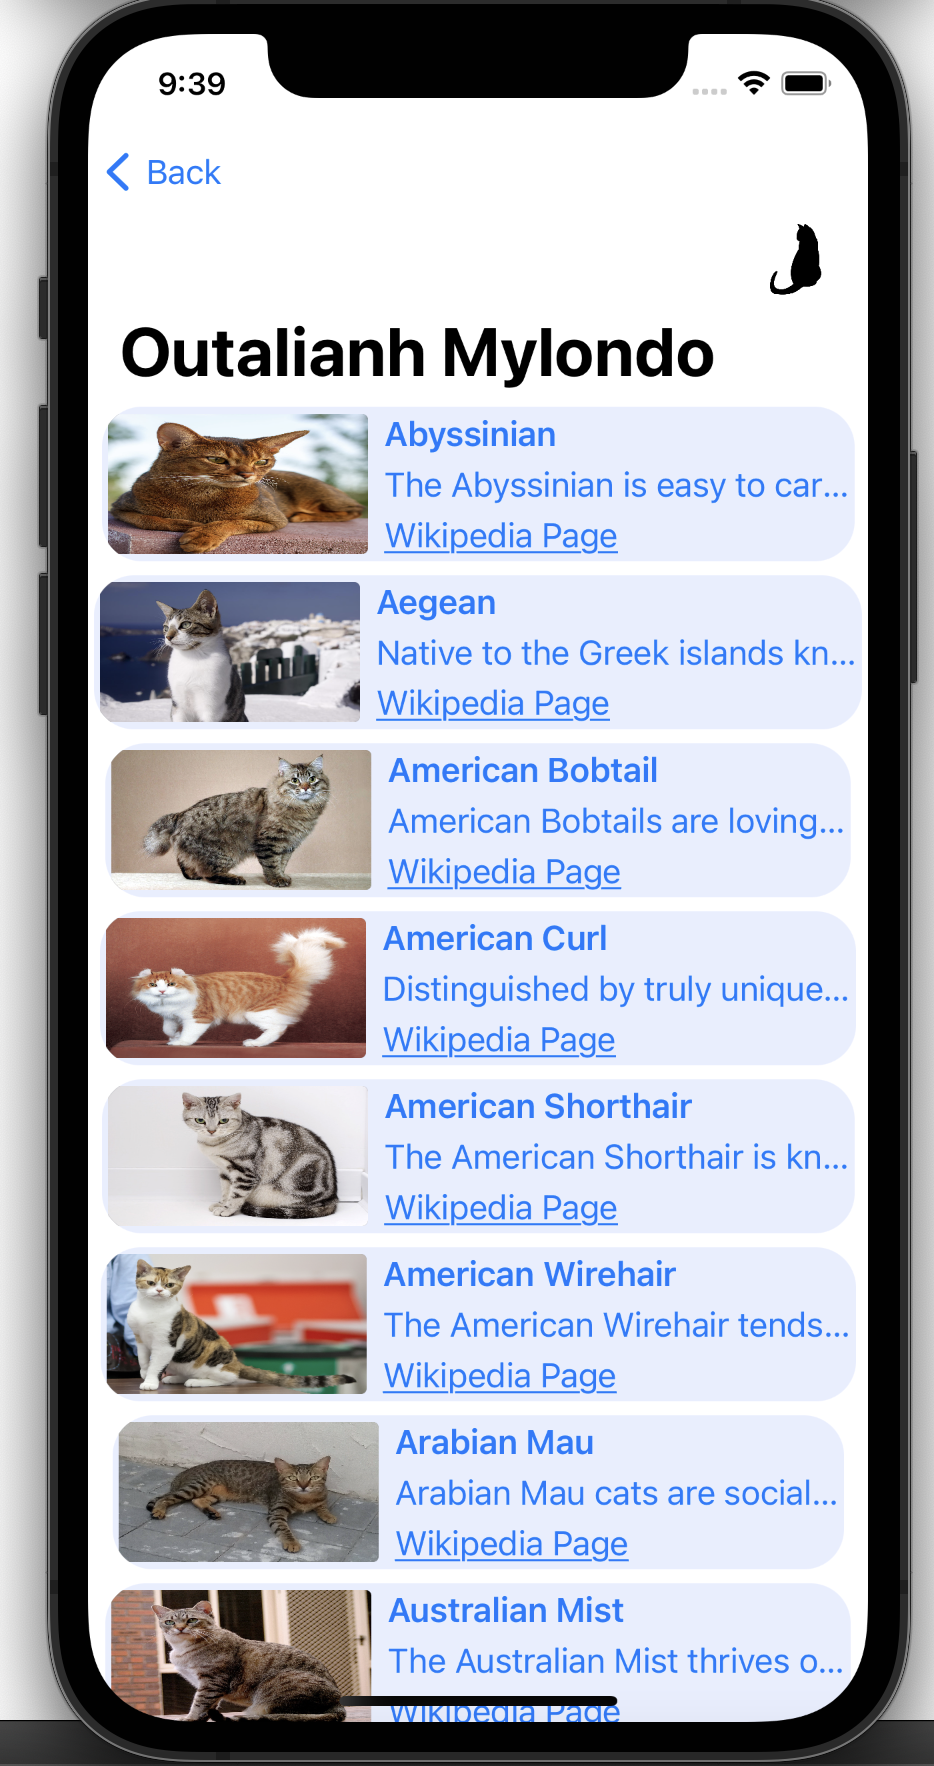 9:39
Back
Outalianh Mylondo
Abyssinian
The Abyssinian is easy to car...
Wikipedia Page
Aegean
Native to the Greek islands kn...
Wikipedia Page
American Bobtail
American Bobtails are loving...
Wikipedia Page
American Curl
Distinguished by truly unique...
Wikipedia Page
American Shorthair
The American Shorthair is kn...
Wikipedia Page
American Wirehair
The American Wirehair tends...
Wikipedia Page
Arabian Mau
Arabian Mau cats are social...
Wikipedia Page
Australian Mist
The Australian Mist thrives o...
Wikipedia Page